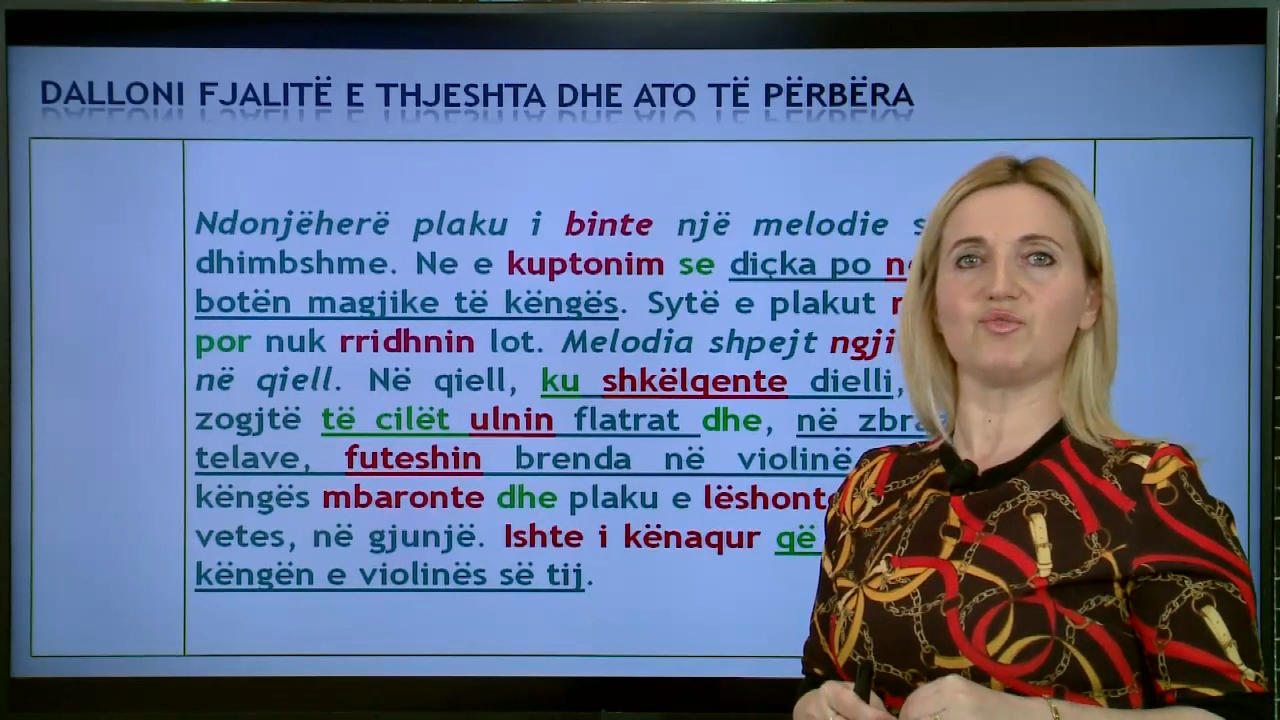 DALLONI FJALITË E THJESHTA DHE ATO TË PËRBËRA
Ndonjëherë plaku i binte një melodie
dhimbshme. Ne e kuptonim se diçka po
botën magjike të këngës. Sytë e plakut
por nuk rridhnin lot. Melodia shpejt
në qiell. Në qiell, ku shkëlqente dielli,
zogjtë të cilët ulnin flatrat dhe, në
telave, futeshin brenda në violinë
këngës mbaronte dhe plaku e
vetes, në gjunjë. Ishte i kënaqur që
këngën e violinës së tij.